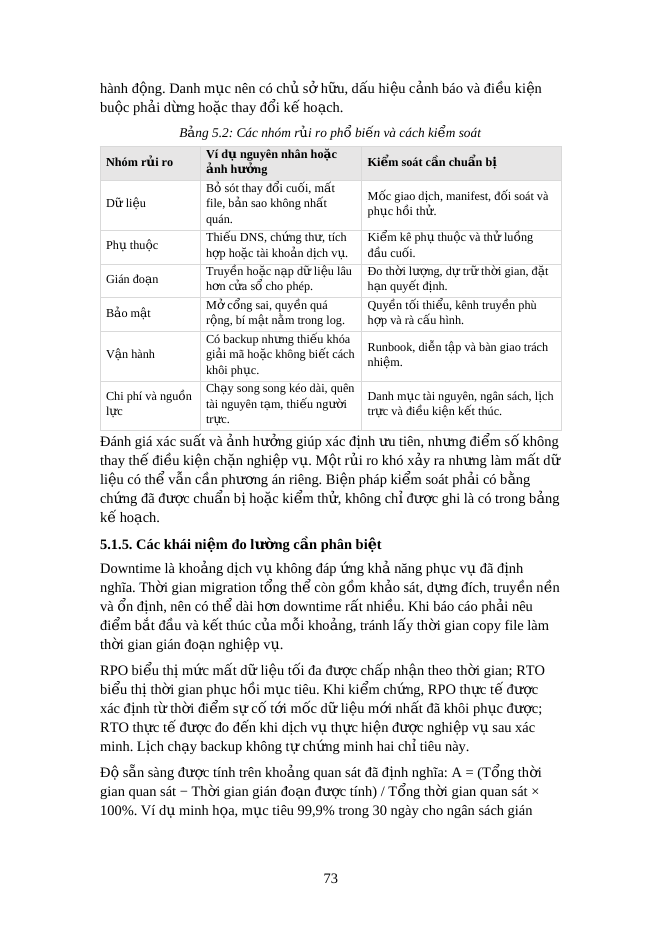 hành động. Danh mục nên có chủ sở hữu, dấu hiệu cảnh báo và điều kiện
buộc phải dừng hoặc thay đổi kế hoạch.
Bảng 5.2: Các nhóm rủi ro phổ biến và cách kiểm soát
Nhóm rủi ro
Ví dụ nguyên nhân hoặc
ảnh hưởng
Kiểm soát cần chuẩn bị
Dữ liệu
Bỏ sót thay đổi cuối, mất
file, bản sao không nhất
quán.
Mốc giao dịch, manifest, đối soát và
phục hồi thử.
Phụ thuộc
Thiếu DNS, chứng thư, tích
hợp hoặc tài khoản dịch vụ.
Kiểm kê phụ thuộc và thử luồng
đầu cuối.
Gián đoạn
Truyền hoặc nạp dữ liệu lâu
hơn cửa sổ cho phép.
Đo thời lượng, dự trữ thời gian, đặt
hạn quyết định.
Bảo mật
Mở cổng sai, quyền quá
rộng, bí mật nằm trong log.
Quyền tối thiểu, kênh truyền phù
hợp và rà cấu hình.
Vận hành
Có backup nhưng thiếu khóa
giải mã hoặc không biết cách
khôi phục.
Runbook, diễn tập và bàn giao trách
nhiệm.
Chi phí và nguồn
lực
Chạy song song kéo dài, quên
tài nguyên tạm, thiếu người
trực.
Danh mục tài nguyên, ngân sách, lịch
trực và điều kiện kết thúc.
Đánh giá xác suất và ảnh hưởng giúp xác định ưu tiên, nhưng điểm số không
thay thế điều kiện chặn nghiệp vụ. Một rủi ro khó xảy ra nhưng làm mất dữ
liệu có thể vẫn cần phương án riêng. Biện pháp kiểm soát phải có bằng
chứng đã được chuẩn bị hoặc kiểm thử, không chỉ được ghi là có trong bảng
kế hoạch.
5.1.5. Các khái niệm đo lường cần phân biệt
Downtime là khoảng dịch vụ không đáp ứng khả năng phục vụ đã định
nghĩa. Thời gian migration tổng thể còn gồm khảo sát, dựng đích, truyền nền
và ổn định, nên có thể dài hơn downtime rất nhiều. Khi báo cáo phải nêu
điểm bắt đầu và kết thúc của mỗi khoảng, tránh lấy thời gian copy file làm
thời gian gián đoạn nghiệp vụ.
RPO biểu thị mức mất dữ liệu tối đa được chấp nhận theo thời gian; RTO
biểu thị thời gian phục hồi mục tiêu. Khi kiểm chứng, RPO thực tế được
xác định từ thời điểm sự cố tới mốc dữ liệu mới nhất đã khôi phục được;
RTO thực tế được đo đến khi dịch vụ thực hiện được nghiệp vụ sau xác
minh. Lịch chạy backup không tự chứng minh hai chỉ tiêu này.
Độ sẵn sàng được tính trên khoảng quan sát đã định nghĩa: A = (Tổng thời
gian quan sát − Thời gian gián đoạn được tính) / Tổng thời gian quan sát ×
100%. Ví dụ minh họa, mục tiêu 99,9% trong 30 ngày cho ngân sách gián
73